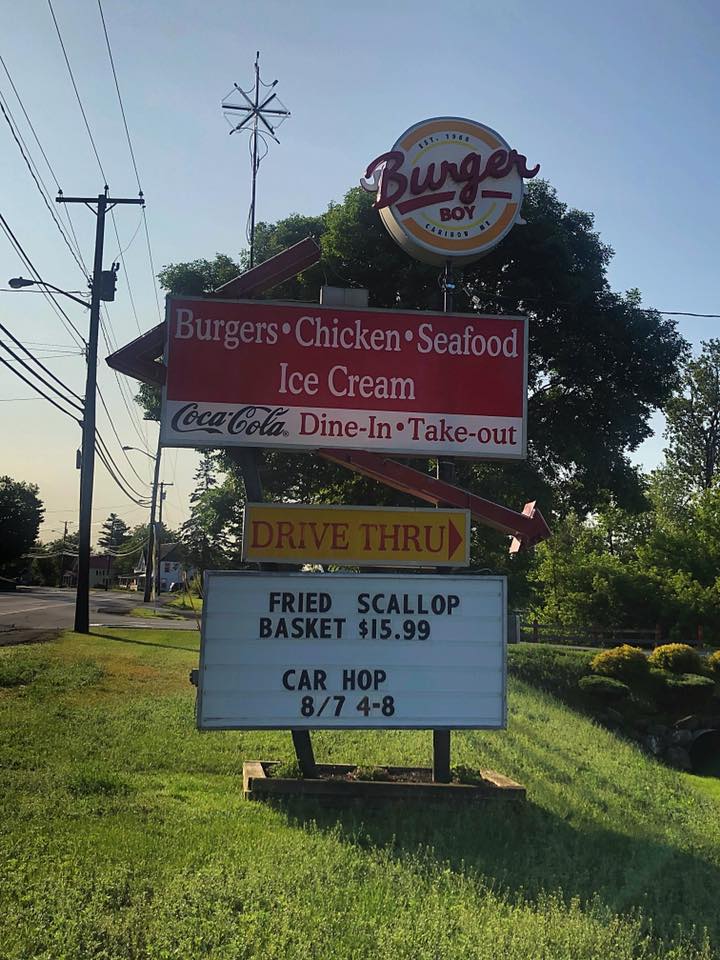 EST. 1968
Burger
BOY
CARIBOU ME
Burgers • Chicken • Seafood
Ice Cream
Coca-Cola Dine-In • Take-out
DRIVE THRU
FRIED SCALLOP
BASKET $15.99
CAR HOP
8/7 4-8